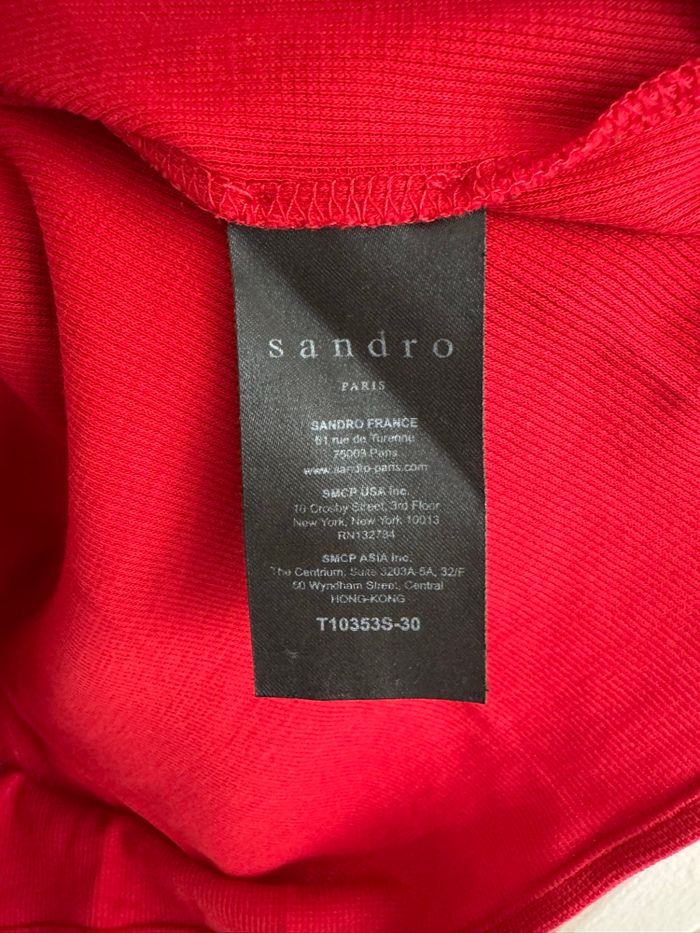 sandro
PARIS
SANDRO FRANCE
61 rue de Turenne
75003 Paris
www.sandro-paris.com
SMCP USA Inc.
10 Crosby Street, 3rd Floor
New York, New York 10013
RN132784
SMCP ASIA Inc.
The Centrium, Suite 3203A-5A, 32/F
60 Wyndham Street, Central
HONG-KONG
T10353S-30